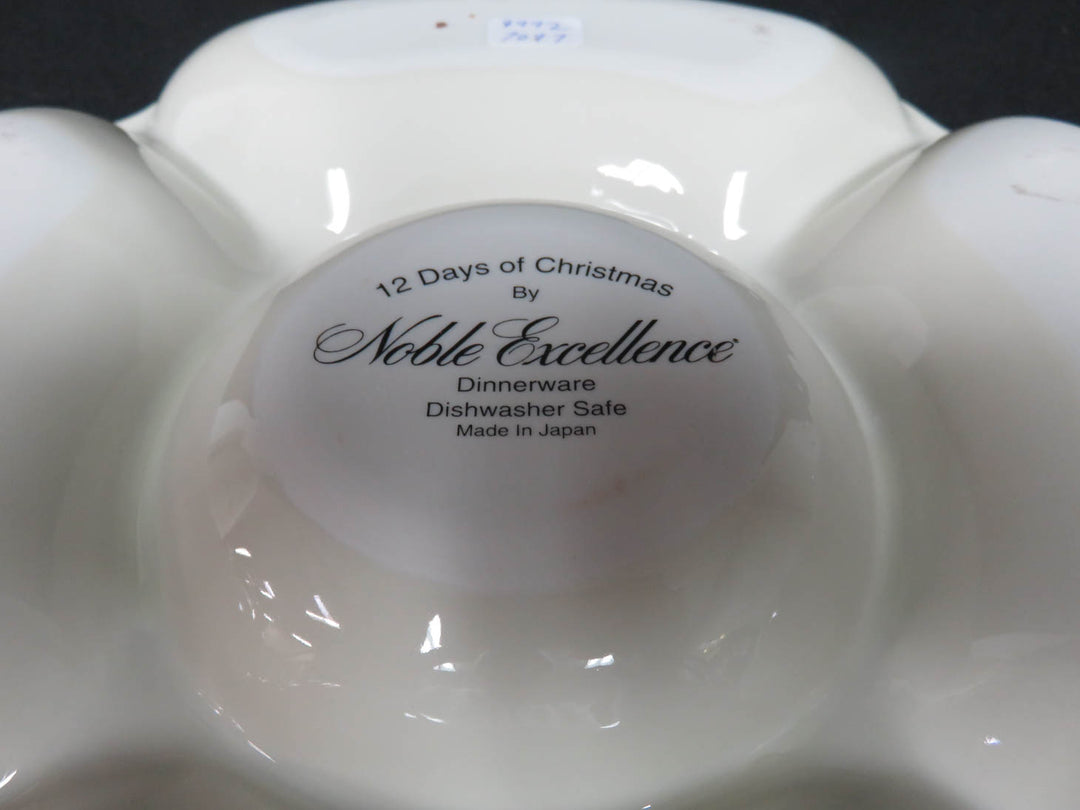 12 Days of Christmas
By
Noble Excellence
Dinnerware
Dishwasher Safe
Made In Japan